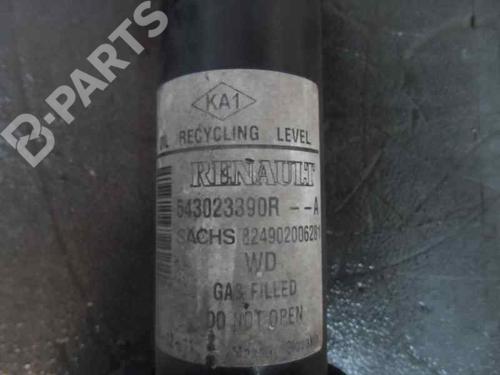 B-PARTS
KA1
RECYCLING LEVEL
RENAULT
543023390R --A
SACHS 824902006281
WD
GAS FILLED
DO NOT OPEN